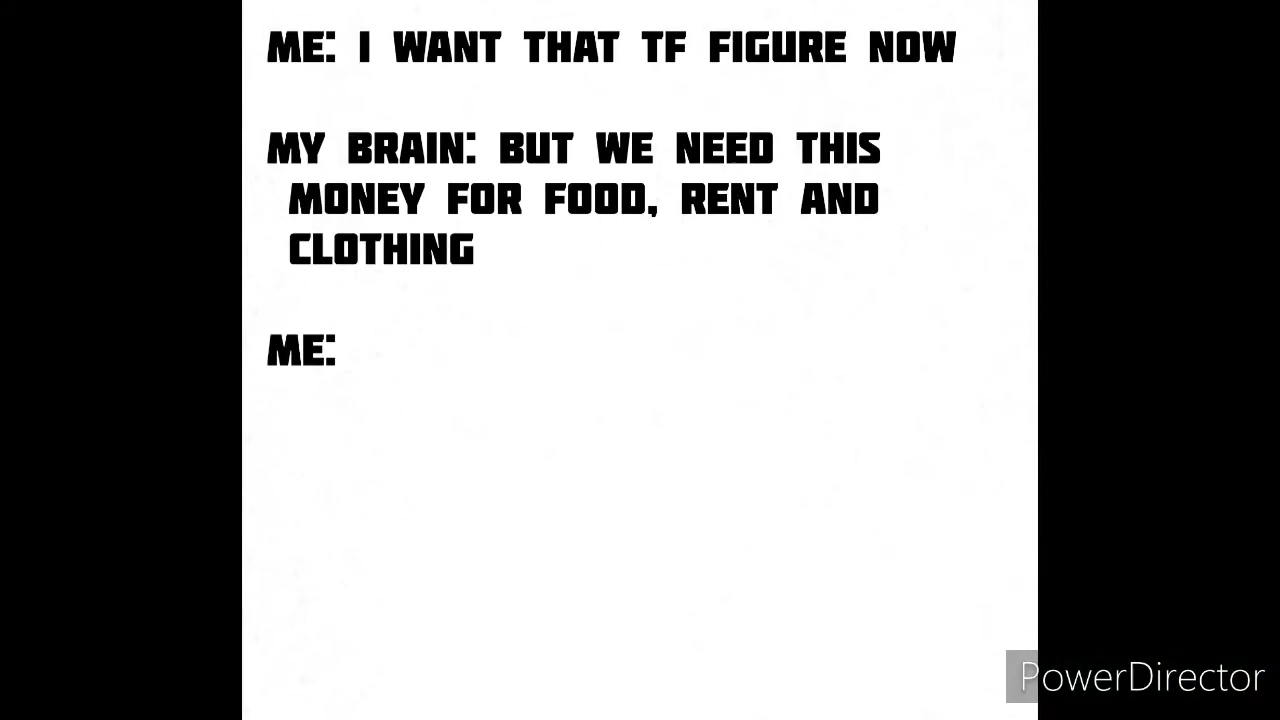 ME: I WANT THAT TF FIGURE NOW
MY BRAIN: BUT WE NEED THIS
MONEY FOR FOOD, RENT AND
CLOTHING
ME:
PowerDirector